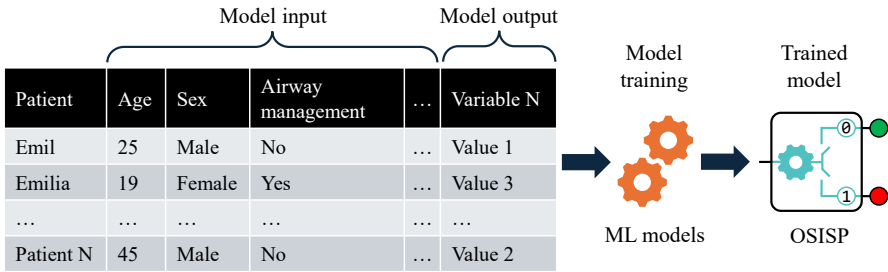 Model input
Model output
Patient Age Sex Airway management … Variable N
Emil 25 Male No … Value 1
Emilia 19 Female Yes … Value 3
… … … … … …
Patient N 45 Male No … Value 2
Model
training
ML models
Trained
model
0
1
OSISP